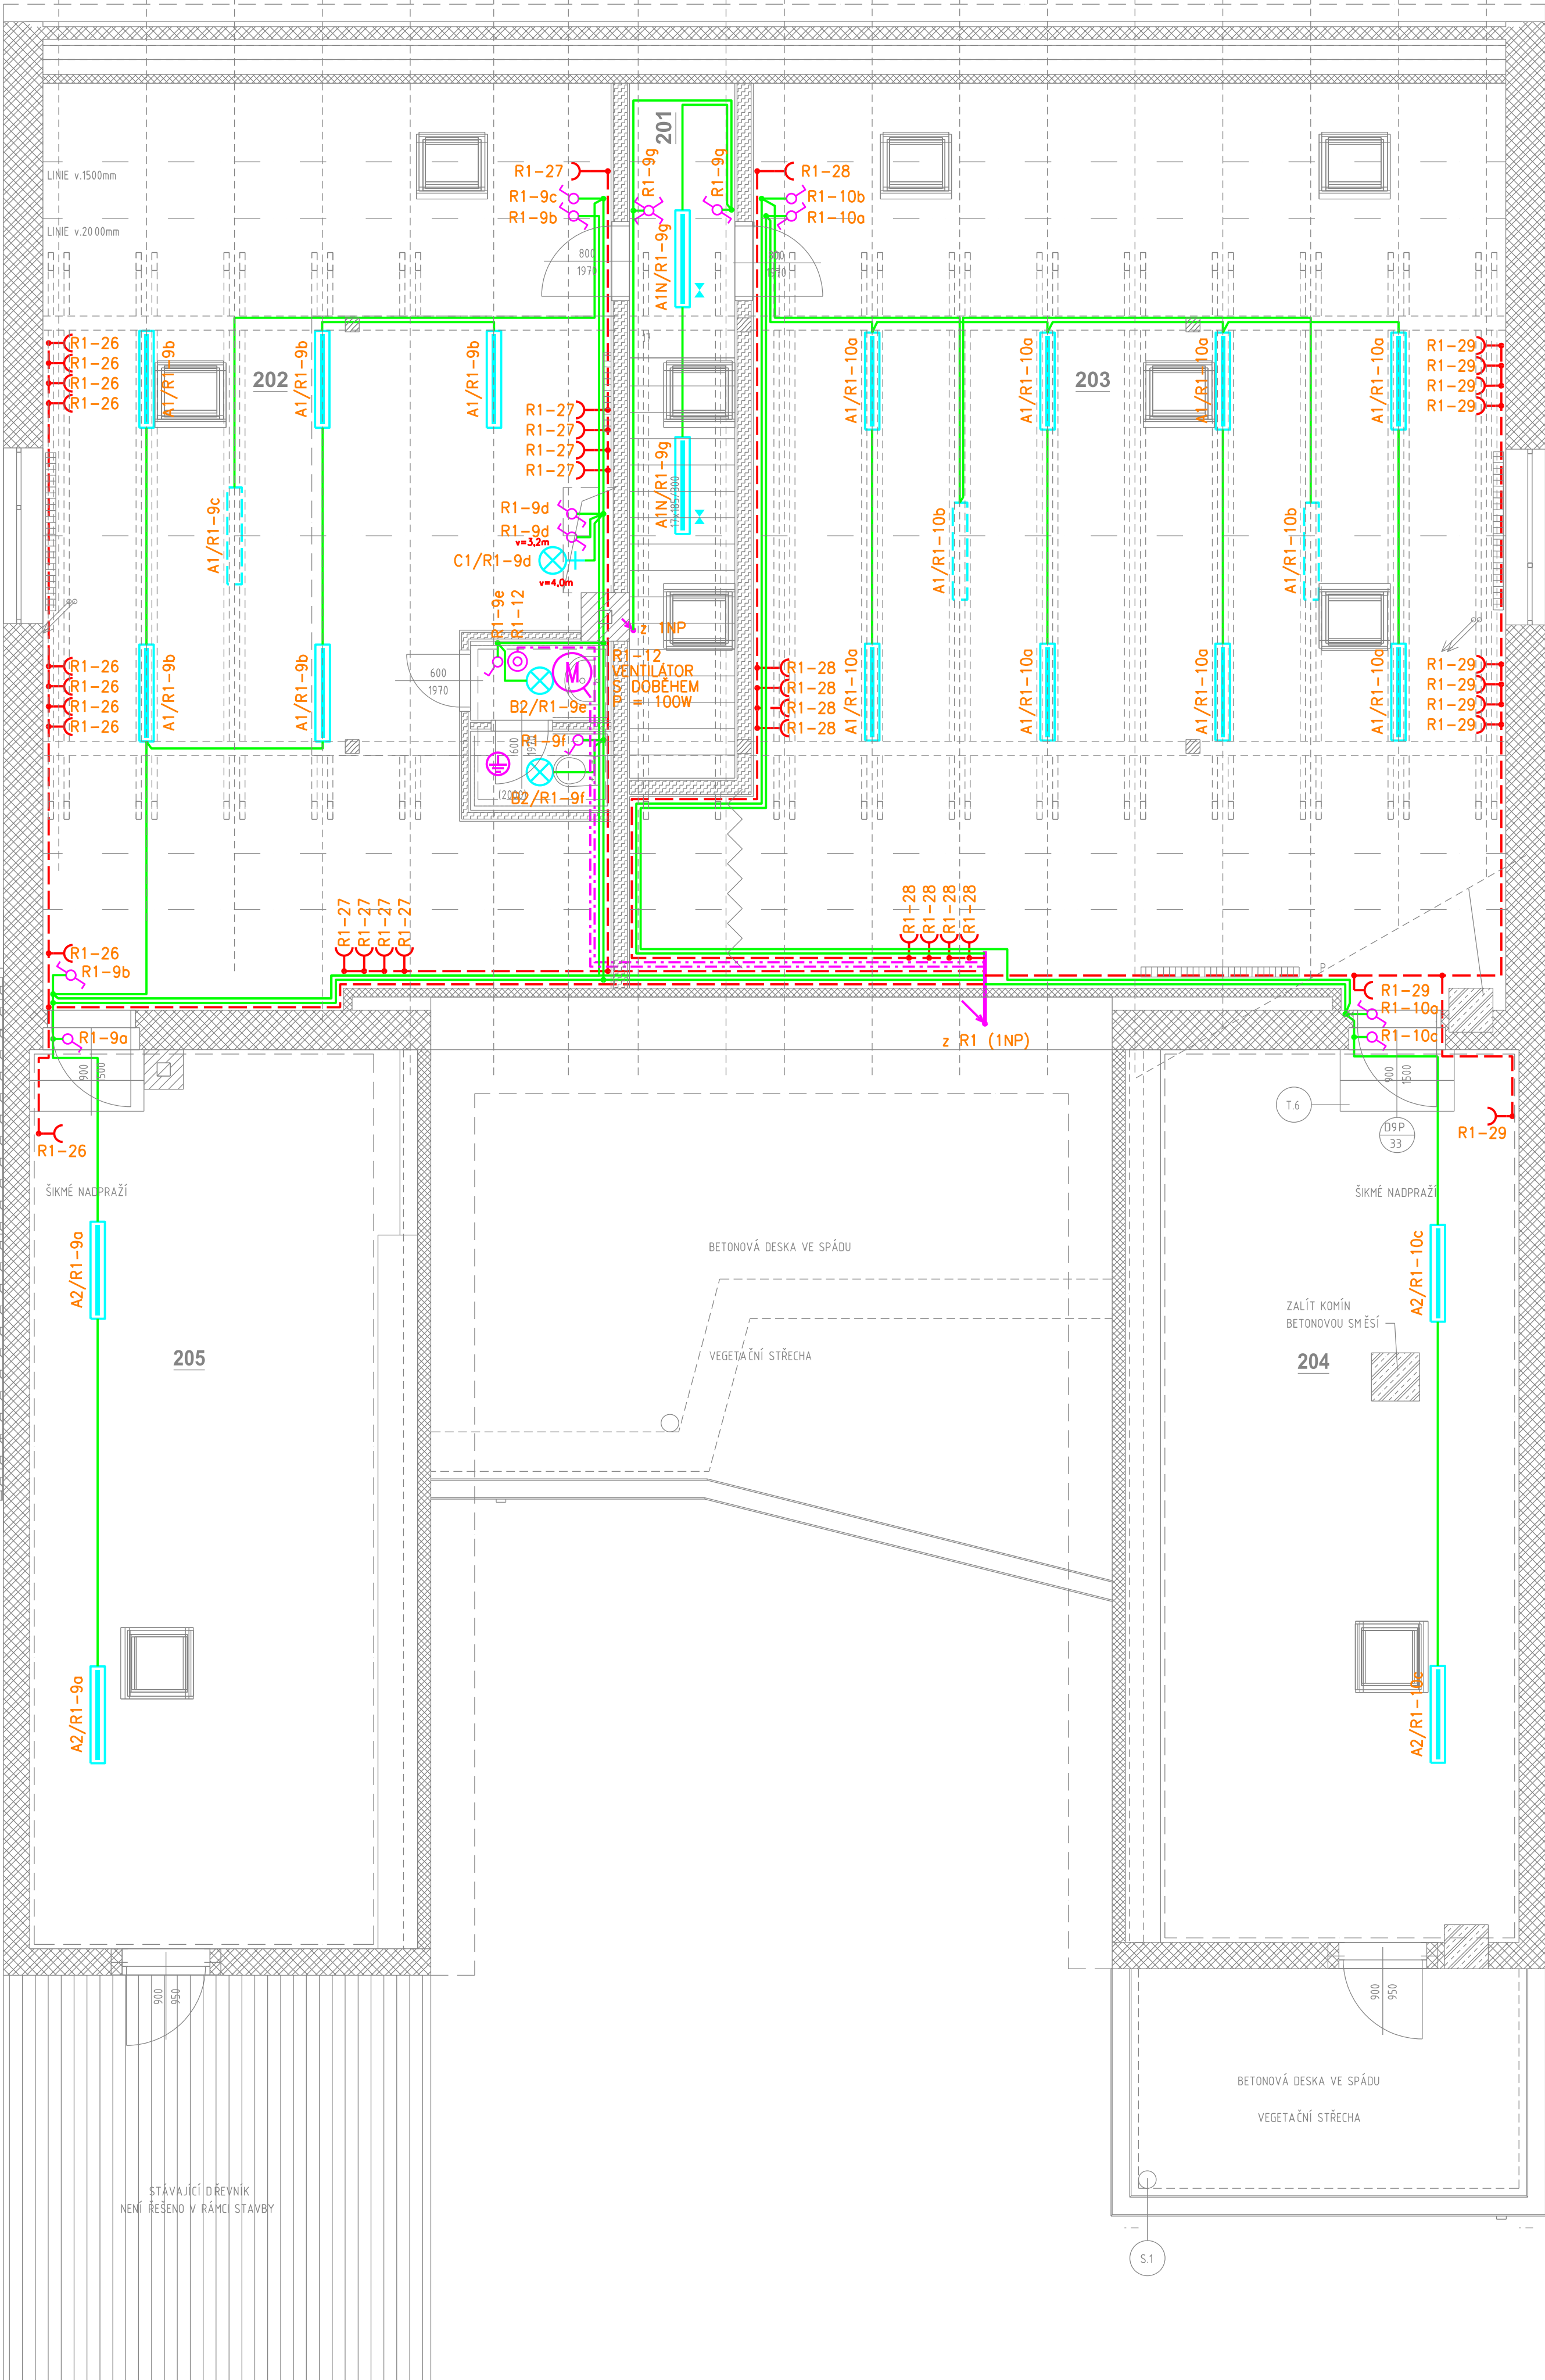 201
LINIE v.1500mm
LINIE v.2000mm
R1-27
R1-9c
R1-9b
R1-9g
R1-9g
R1-28
R1-10b
R1-10a
800
1970
A1N/R1-9g
800
1970
R1-26
R1-26
R1-26
R1-26
A1/R1-9b
202
A1/R1-9b
A1/R1-9b
R1-27
R1-27
R1-27
R1-27
A1N/R1-9g
17x185/300
203
A1/R1-10a
A1/R1-10a
A1/R1-10a
A1/R1-10a
R1-29
R1-29
R1-29
R1-29
A1/R1-9c
R1-9d
R1-9d
v=3,2m
C1/R1-9d
v=4,0m
A1/R1-10b
A1/R1-10b
R1-9e
R1-12
z 1NP
R1-26
R1-26
R1-26
R1-26
A1/R1-9b
A1/R1-9b
600
1970
M
R1-12
VENTILÁTOR
S DOBĚHEM
P = 100W
B2/R1-9e
R1-9f
600
1970
(2000)
B2/R1-9f
R1-28
R1-28
R1-28
R1-28
A1/R1-10a
A1/R1-10a
A1/R1-10a
A1/R1-10a
R1-29
R1-29
R1-29
R1-29
R1-26
R1-9b
R1-27
R1-27
R1-27
R1-27
R1-28
R1-28
R1-28
R1-28
P
R1-29
R1-10a
R1-10c
R1-9a
z R1 (1NP)
900
1500
900
1500
R1-26
T.6
D9P
33
R1-29
ŠIKMÉ NADPRAŽÍ
ŠIKMÉ NADPRAŽÍ
A2/R1-9a
BETONOVÁ DESKA VE SPÁDU
A2/R1-10c
ZALÍT KOMÍN
BETONOVOU SMĚSÍ
205
VEGETAČNÍ STŘECHA
204
A2/R1-9a
A2/R1-10c
900
950
900
950
BETONOVÁ DESKA VE SPÁDU
VEGETAČNÍ STŘECHA
STÁVAJÍCÍ DŘEVNÍK
NENÍ ŘEŠENO V RÁMCI STAVBY
S.1